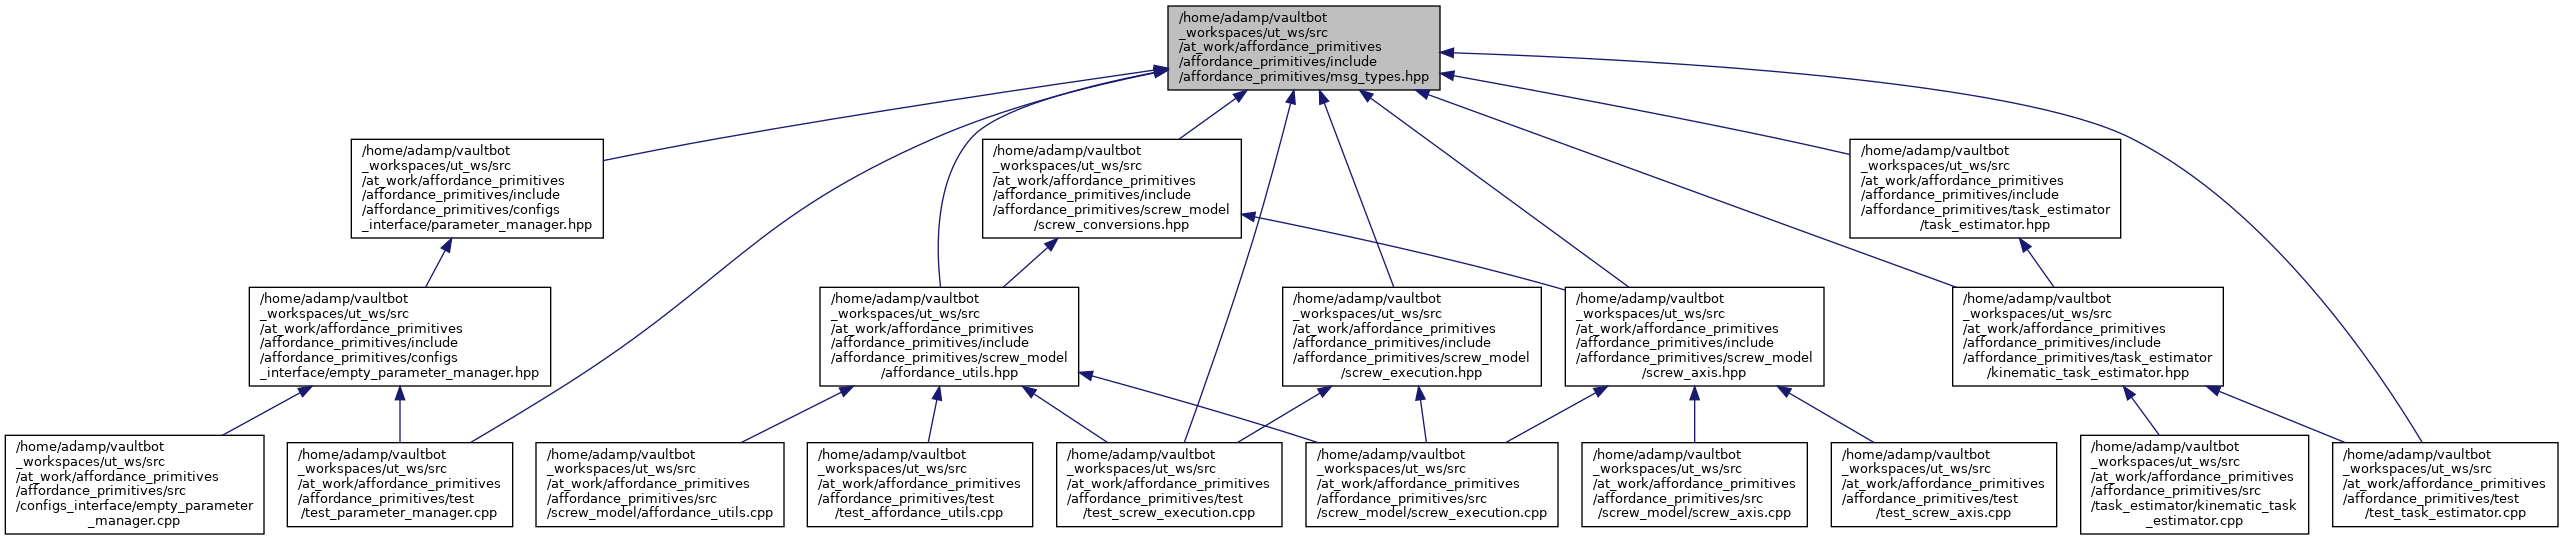 /home/adamp/vaultbot
_workspaces/ut_ws/src
/at_work/affordance_primitives
/affordance_primitives/include
/affordance_primitives/msg_types.hpp
/home/adamp/vaultbot
_workspaces/ut_ws/src
/at_work/affordance_primitives
/affordance_primitives/include
/affordance_primitives/configs
_interface/parameter_manager.hpp
/home/adamp/vaultbot
_workspaces/ut_ws/src
/at_work/affordance_primitives
/affordance_primitives/include
/affordance_primitives/screw_model
/screw_conversions.hpp
/home/adamp/vaultbot
_workspaces/ut_ws/src
/at_work/affordance_primitives
/affordance_primitives/include
/affordance_primitives/task_estimator
/task_estimator.hpp
/home/adamp/vaultbot
_workspaces/ut_ws/src
/at_work/affordance_primitives
/affordance_primitives/include
/affordance_primitives/configs
_interface/empty_parameter_manager.hpp
/home/adamp/vaultbot
_workspaces/ut_ws/src
/at_work/affordance_primitives
/affordance_primitives/include
/affordance_primitives/screw_model
/affordance_utils.hpp
/home/adamp/vaultbot
_workspaces/ut_ws/src
/at_work/affordance_primitives
/affordance_primitives/include
/affordance_primitives/screw_model
/screw_execution.hpp
/home/adamp/vaultbot
_workspaces/ut_ws/src
/at_work/affordance_primitives
/affordance_primitives/include
/affordance_primitives/screw_model
/screw_axis.hpp
/home/adamp/vaultbot
_workspaces/ut_ws/src
/at_work/affordance_primitives
/affordance_primitives/include
/affordance_primitives/task_estimator
/kinematic_task_estimator.hpp
/home/adamp/vaultbot
_workspaces/ut_ws/src
/at_work/affordance_primitives
/affordance_primitives/src
/configs_interface/empty_parameter
_manager.cpp
/home/adamp/vaultbot
_workspaces/ut_ws/src
/at_work/affordance_primitives
/affordance_primitives/test
/test_parameter_manager.cpp
/home/adamp/vaultbot
_workspaces/ut_ws/src
/at_work/affordance_primitives
/affordance_primitives/src
/screw_model/affordance_utils.cpp
/home/adamp/vaultbot
_workspaces/ut_ws/src
/at_work/affordance_primitives
/affordance_primitives/test
/test_affordance_utils.cpp
/home/adamp/vaultbot
_workspaces/ut_ws/src
/at_work/affordance_primitives
/affordance_primitives/test
/test_screw_execution.cpp
/home/adamp/vaultbot
_workspaces/ut_ws/src
/at_work/affordance_primitives
/affordance_primitives/src
/screw_model/screw_execution.cpp
/home/adamp/vaultbot
_workspaces/ut_ws/src
/at_work/affordance_primitives
/affordance_primitives/src
/screw_model/screw_axis.cpp
/home/adamp/vaultbot
_workspaces/ut_ws/src
/at_work/affordance_primitives
/affordance_primitives/test
/test_screw_axis.cpp
/home/adamp/vaultbot
_workspaces/ut_ws/src
/at_work/affordance_primitives
/affordance_primitives/src
/task_estimator/kinematic_task
_estimator.cpp
/home/adamp/vaultbot
_workspaces/ut_ws/src
/at_work/affordance_primitives
/affordance_primitives/test
/test_task_estimator.cpp